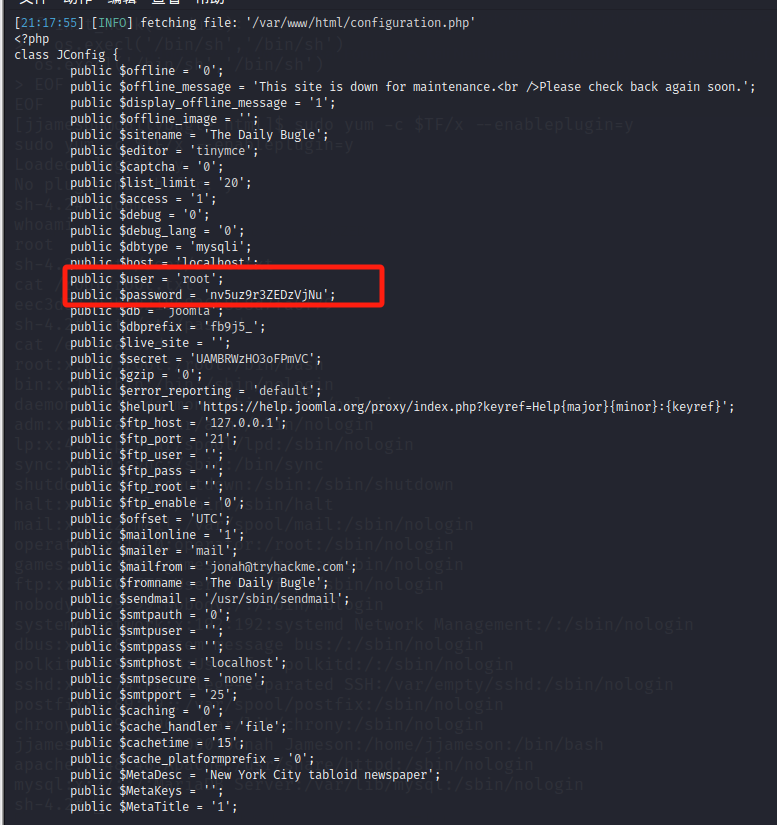 [21:17:55] [INFO] fetching file: '/var/www/html/configuration.php'
<?php
class JConfig {
public $offline = '0';
public $offline_message = 'This site is down for maintenance.<br />Please check back again soon.';
public $display_offline_message = '1';
public $offline_image = '';
public $sitename = 'The Daily Bugle';
public $editor = 'tinymce';
public $captcha = '0';
public $list_limit = '20';
public $access = '1';
public $debug = '0';
public $debug_lang = '0';
public $dbtype = 'mysqli';
public $host = 'localhost';
public $user = 'root';
public $password = 'nv5uz9r3ZEDzVjNu';
public $db = 'joomla';
public $dbprefix = 'fb9j5_';
public $live_site = '';
public $secret = 'UAMBRWzHO3oFPmVC';
public $gzip = '0';
public $error_reporting = 'default';
public $helpurl = 'https://help.joomla.org/proxy/index.php?keyref=Help{major}{minor}:{keyref}';
public $ftp_host = '127.0.0.1';
public $ftp_port = '21';
public $ftp_user = '';
public $ftp_pass = '';
public $ftp_root = '';
public $ftp_enable = '0';
public $offset = 'UTC';
public $mailonline = '1';
public $mailer = 'mail';
public $mailfrom = 'jonah@tryhackme.com';
public $fromname = 'The Daily Bugle';
public $sendmail = '/usr/sbin/sendmail';
public $smtpauth = '0';
public $smtpuser = '';
public $smtppass = '';
public $smtphost = 'localhost';
public $smtpsecure = 'none';
public $smtpport = '25';
public $caching = '0';
public $cache_handler = 'file';
public $cachetime = '15';
public $cache_platformprefix = '0';
public $MetaDesc = 'New York City tabloid newspaper';
public $MetaKeys = '';
public $MetaTitle = '1';